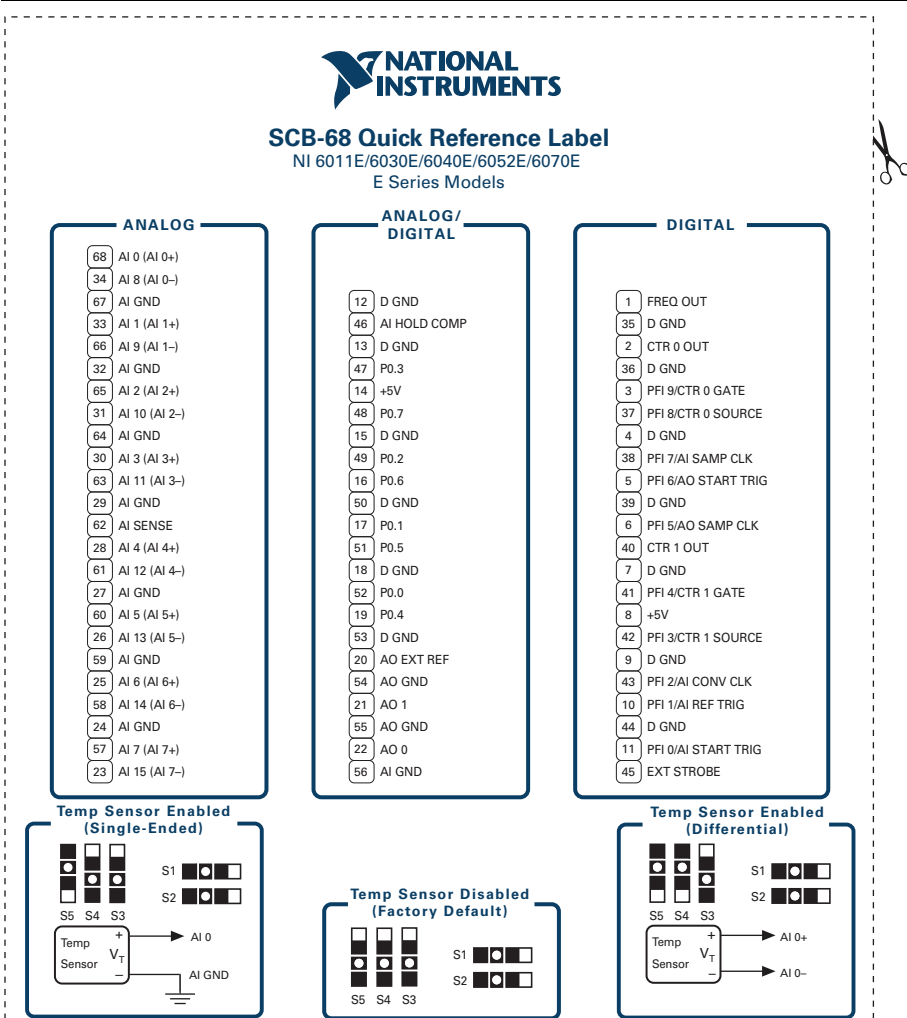 NATIONAL
INSTRUMENTS
SCB-68 Quick Reference Label
NI 6011E/6030E/6040E/6052E/6070E
E Series Models
ANALOG
68 AI 0 (AI 0+)
34 AI 8 (AI 0–)
67 AI GND
33 AI 1 (AI 1+)
66 AI 9 (AI 1–)
32 AI GND
65 AI 2 (AI 2+)
31 AI 10 (AI 2–)
64 AI GND
30 AI 3 (AI 3+)
63 AI 11 (AI 3–)
29 AI GND
62 AI SENSE
28 AI 4 (AI 4+)
61 AI 12 (AI 4–)
27 AI GND
60 AI 5 (AI 5+)
26 AI 13 (AI 5–)
59 AI GND
25 AI 6 (AI 6+)
58 AI 14 (AI 6–)
24 AI GND
57 AI 7 (AI 7+)
23 AI 15 (AI 7–)
ANALOG/
DIGITAL
12 D GND
46 AI HOLD COMP
13 D GND
47 P0.3
14 +5V
48 P0.7
15 D GND
49 P0.2
16 P0.6
50 D GND
17 P0.1
51 P0.5
18 D GND
52 P0.0
19 P0.4
53 D GND
20 AO EXT REF
54 AO GND
21 AO 1
55 AO GND
22 AO 0
56 AI GND
DIGITAL
1 FREQ OUT
35 D GND
2 CTR 0 OUT
36 D GND
3 PFI 9/CTR 0 GATE
37 PFI 8/CTR 0 SOURCE
4 D GND
38 PFI 7/AI SAMP CLK
5 PFI 6/AO START TRIG
39 D GND
6 PFI 5/AO SAMP CLK
40 CTR 1 OUT
7 D GND
41 PFI 4/CTR 1 GATE
8 +5V
42 PFI 3/CTR 1 SOURCE
9 D GND
43 PFI 2/AI CONV CLK
10 PFI 1/AI REF TRIG
44 D GND
11 PFI 0/AI START TRIG
45 EXT STROBE
Temp Sensor Enabled
(Single-Ended)
S1
S2
S5 S4 S3
Temp
Sensor
+
VT
–
AI 0
AI GND
Temp Sensor Disabled
(Factory Default)
S1
S2
S5 S4 S3
Temp Sensor Enabled
(Differential)
S1
S2
S5 S4 S3
Temp
Sensor
+
VT
–
AI 0+
AI 0–